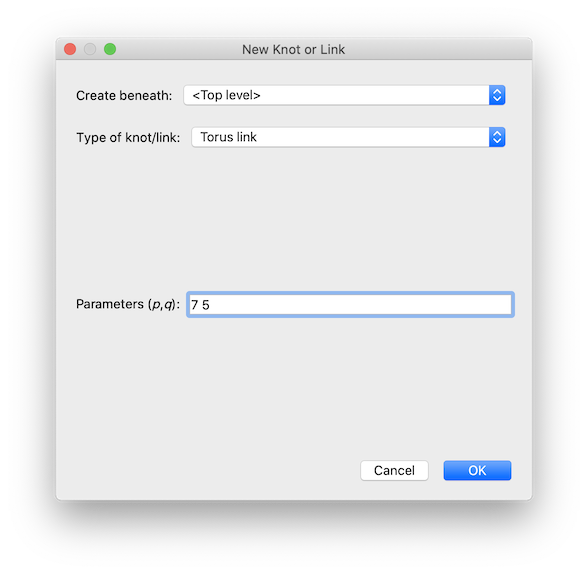 New Knot or Link
Create beneath: <Top level>
Type of knot/link: Torus link
Parameters (p,q): 7 5
Cancel OK